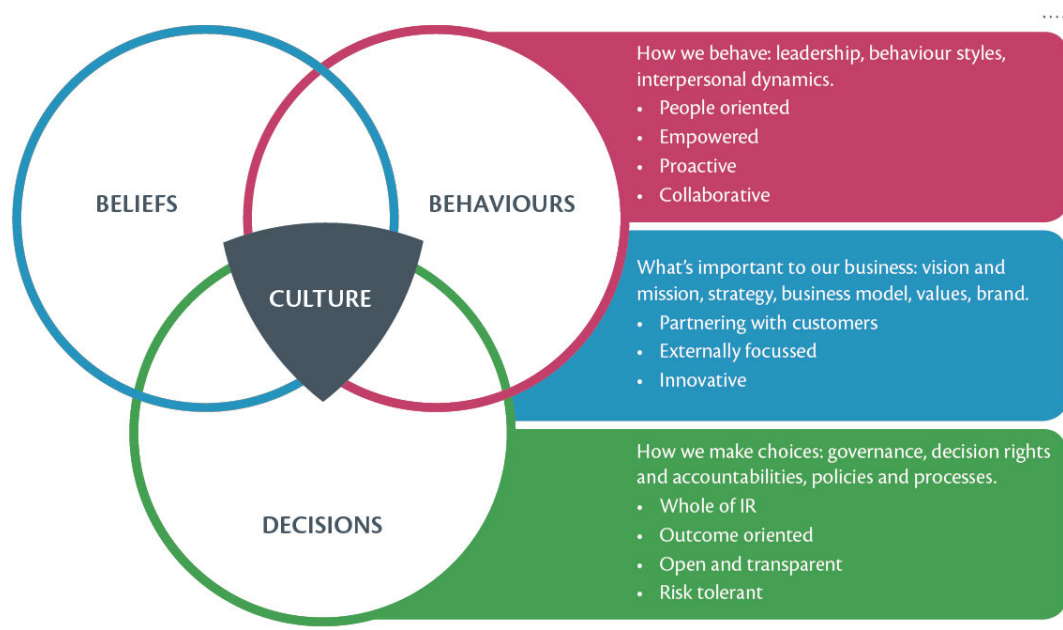 BELIEFS
BEHAVIOURS
CULTURE
DECISIONS
How we behave: leadership, behaviour styles,
interpersonal dynamics.
• People oriented
• Empowered
• Proactive
• Collaborative
What's important to our business: vision and
mission, strategy, business model, values, brand.
• Partnering with customers
• Externally focussed
• Innovative
How we make choices: governance, decision rights
and accountabilities, policies and processes.
• Whole of IR
• Outcome oriented
• Open and transparent
• Risk tolerant